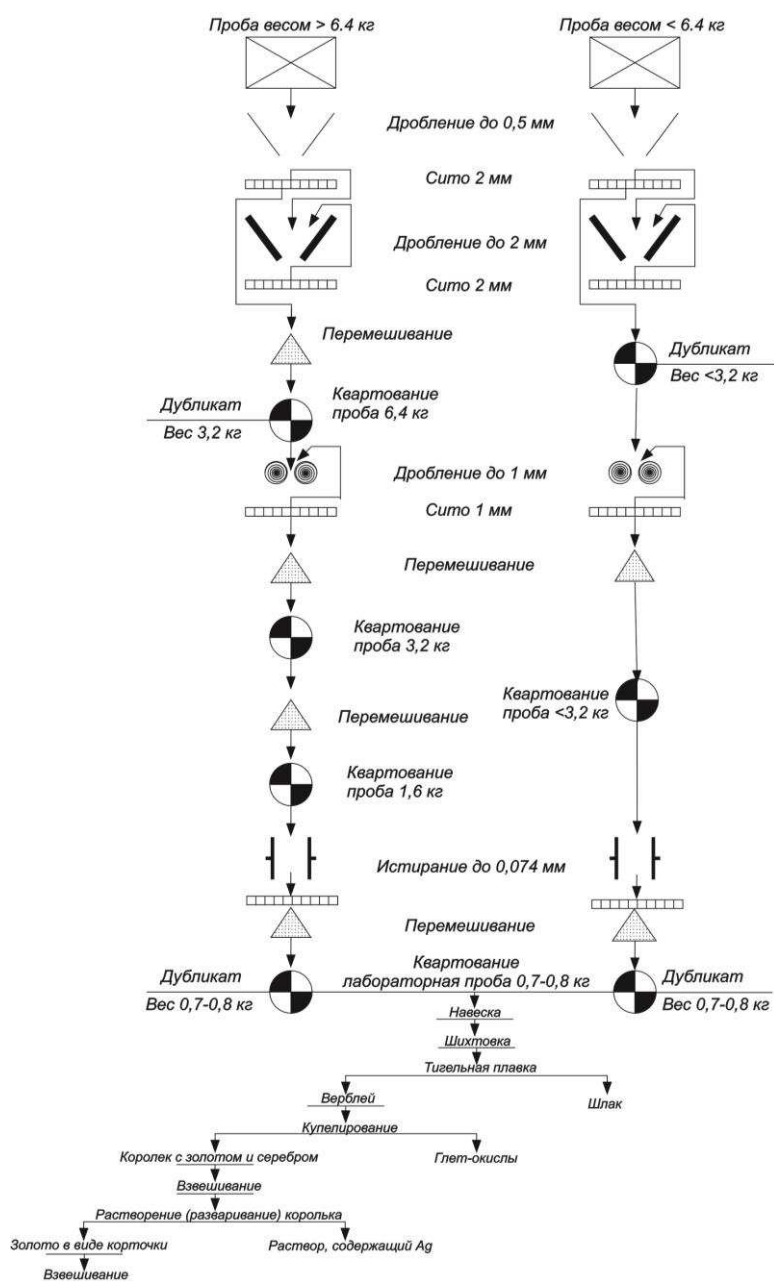 Проба весом > 6.4 кг
Проба весом < 6.4 кг
Дробление до 0,5 мм
Сито 2 мм
Дробление до 2 мм
Сито 2 мм
Перемешивание
Дубликат
Вес <3,2 кг
Дубликат
Вес 3,2 кг
Квартование
проба 6,4 кг
Дробление до 1 мм
Сито 1 мм
Перемешивание
Квартование
проба 3,2 кг
Квартование
проба <3,2 кг
Перемешивание
Квартование
проба 1,6 кг
Истирание до 0,074 мм
Перемешивание
Дубликат
Вес 0,7-0,8 кг
Квартование
лабораторная проба 0,7-0,8 кг
Дубликат
Вес 0,7-0,8 кг
Навеска
Шихтовка
Тигельная плавка
Верблей
Шлак
Купелирование
Королек с золотом и серебром
Глет-окислы
Взвешивание
Растворение (разваривание) королька
Золото в виде корточки
Раствор, содержащий Ag
Взвешивание